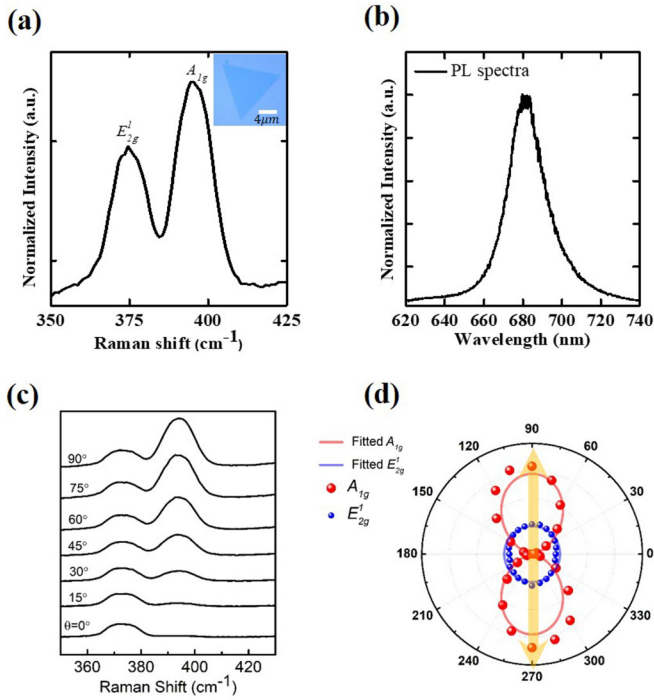 (a)
Normalized Intensity (a.u.)
E¹2g
A1g
4μm
350 375 400 425
Raman shift (cm⁻¹)
(b)
Normalized Intensity (a.u.)
PL spectra
620 640 660 680 700 720 740
Wavelength (nm)
(c)
90°
75°
60°
45°
30°
15°
θ=0°
360 380 400 420
Raman Shift (cm⁻¹)
(d)
Fitted A1g
Fitted E¹2g
A1g
E¹2g
90
120 60
150 30
180 0
210 330
240 300
270